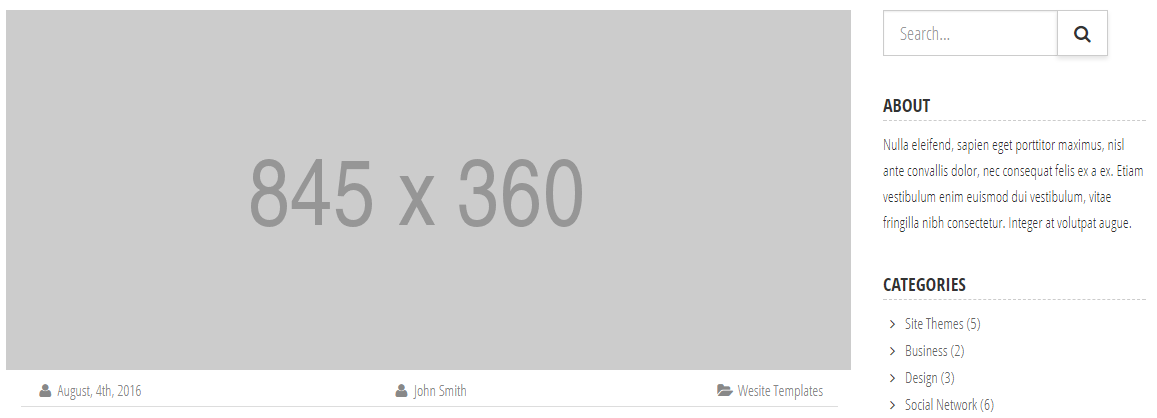 845 x 360
August, 4th, 2016
John Smith
Wesite Templates
Search...
ABOUT
Nulla eleifend, sapien eget porttitor maximus, nisl
ante convallis dolor, nec consequat felis ex a ex. Etiam
vestibulum enim euismod dui vestibulum, vitae
fringilla nibh consectetur. Integer at volutpat augue.
CATEGORIES
Site Themes (5)
Business (2)
Design (3)
Social Network (6)